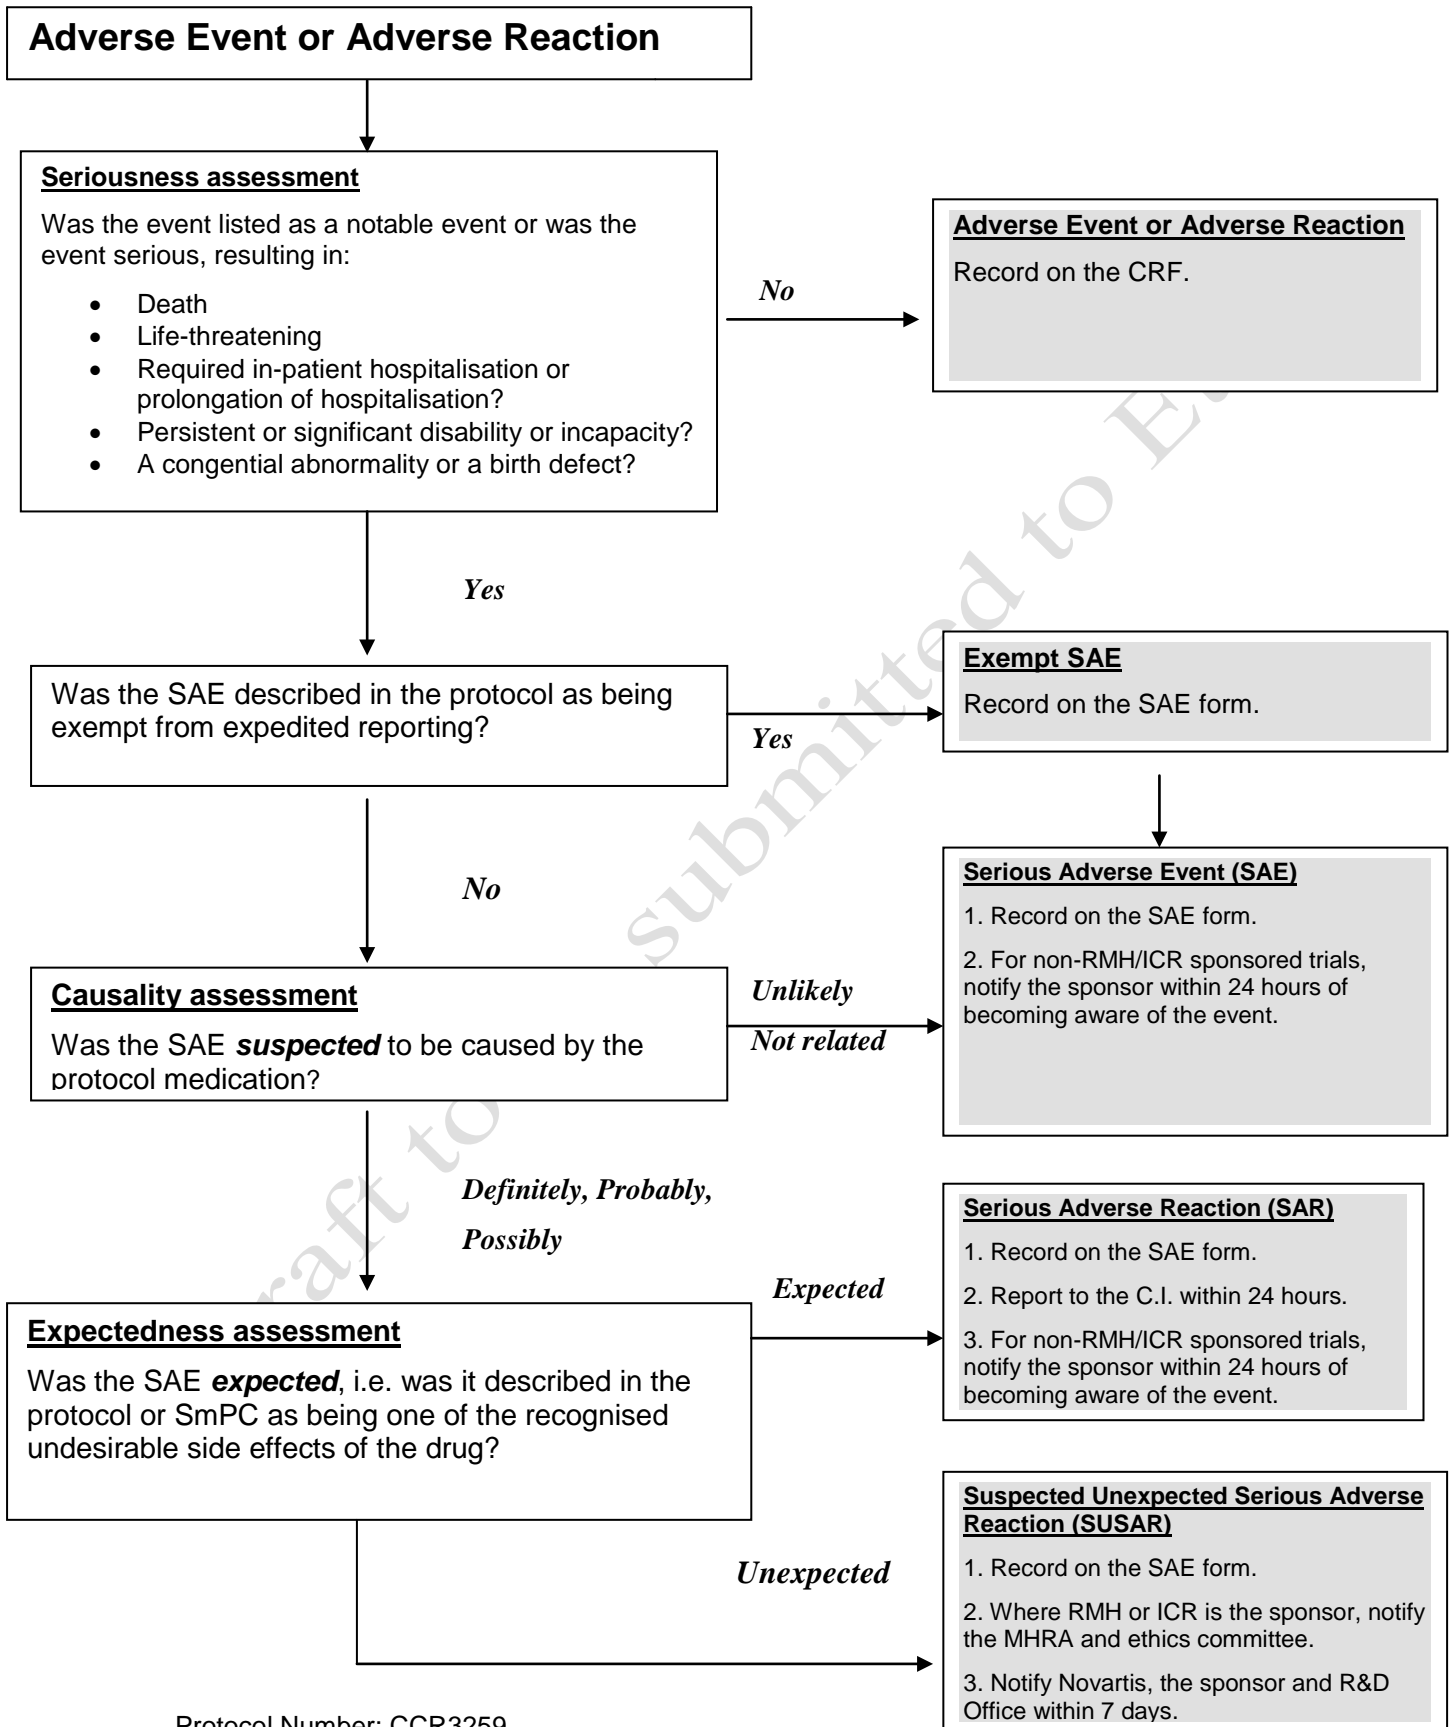 Adverse Event or Adverse Reaction
Seriousness assessment
Was the event listed as a notable event or was the
event serious, resulting in:
• Death
• Life-threatening
• Required in-patient hospitalisation or
prolongation of hospitalisation?
• Persistent or significant disability or incapacity?
• A congential abnormality or a birth defect?
No
Adverse Event or Adverse Reaction
Record on the CRF.
Yes
Was the SAE described in the protocol as being
exempt from expedited reporting?
Yes
Exempt SAE
Record on the SAE form.
No
Serious Adverse Event (SAE)
1. Record on the SAE form.
2. For non-RMH/ICR sponsored trials,
notify the sponsor within 24 hours of
becoming aware of the event.
Causality assessment
Was the SAE suspected to be caused by the
protocol medication?
Unlikely
Not related
Definitely, Probably,
Possibly
Expectedness assessment
Was the SAE expected, i.e. was it described in the
protocol or SmPC as being one of the recognised
undesirable side effects of the drug?
Expected
Serious Adverse Reaction (SAR)
1. Record on the SAE form.
2. Report to the C.I. within 24 hours.
3. For non-RMH/ICR sponsored trials,
notify the sponsor within 24 hours of
becoming aware of the event.
Unexpected
Suspected Unexpected Serious Adverse
Reaction (SUSAR)
1. Record on the SAE form.
2. Where RMH or ICR is the sponsor, notify
the MHRA and ethics committee.
3. Notify Novartis, the sponsor and R&D
Office within 7 days.
Protocol Number: CCR3259
submitted to